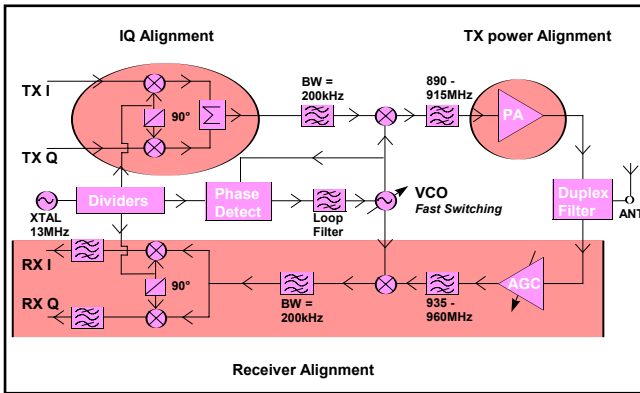 IQ Alignment
TX power Alignment
TX I
TX Q
90°
Σ
BW =
200kHz
890 -
915MHz
PA
XTAL
13MHz
Dividers
Phase
Detect
Loop
Filter
VCO
Fast Switching
Duplex
Filter
ANT
RX I
RX Q
90°
BW =
200kHz
935 -
960MHz
AGC
Receiver Alignment